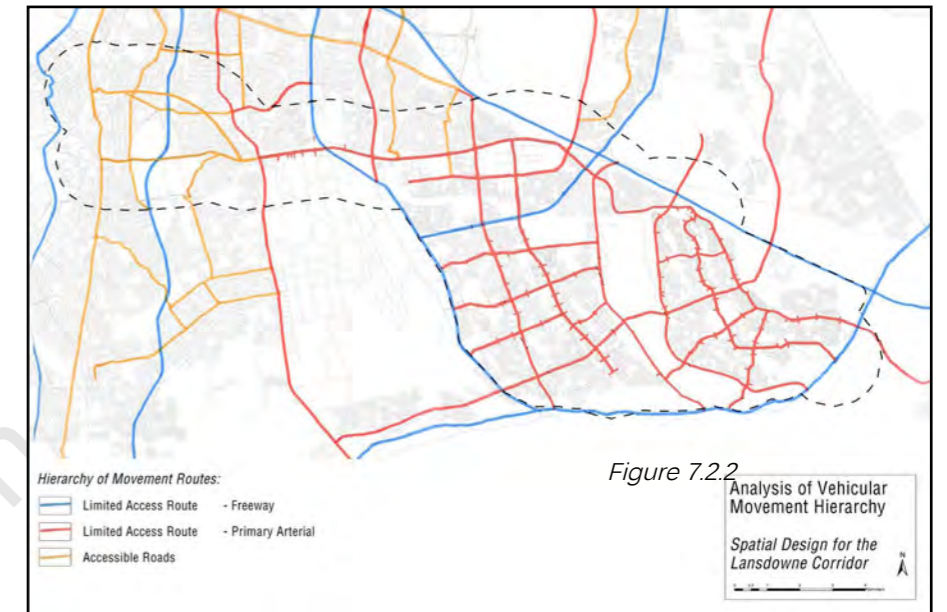 Figure 7.2.2
Hierarchy of Movement Routes:
Limited Access Route - Freeway
Limited Access Route - Primary Arterial
Accessible Roads
Analysis of Vehicular
Movement Hierarchy
Spatial Design for the
Lansdowne Corridor
N